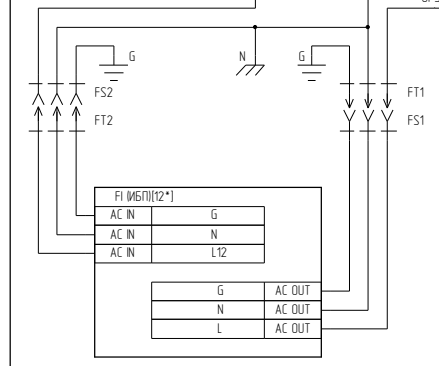 G
N
G
FS2
FT1
FT2
FS1
FI (ИБП)[12*]
AC IN G
AC IN N
AC IN L12
G AC OUT
N AC OUT
L AC OUT